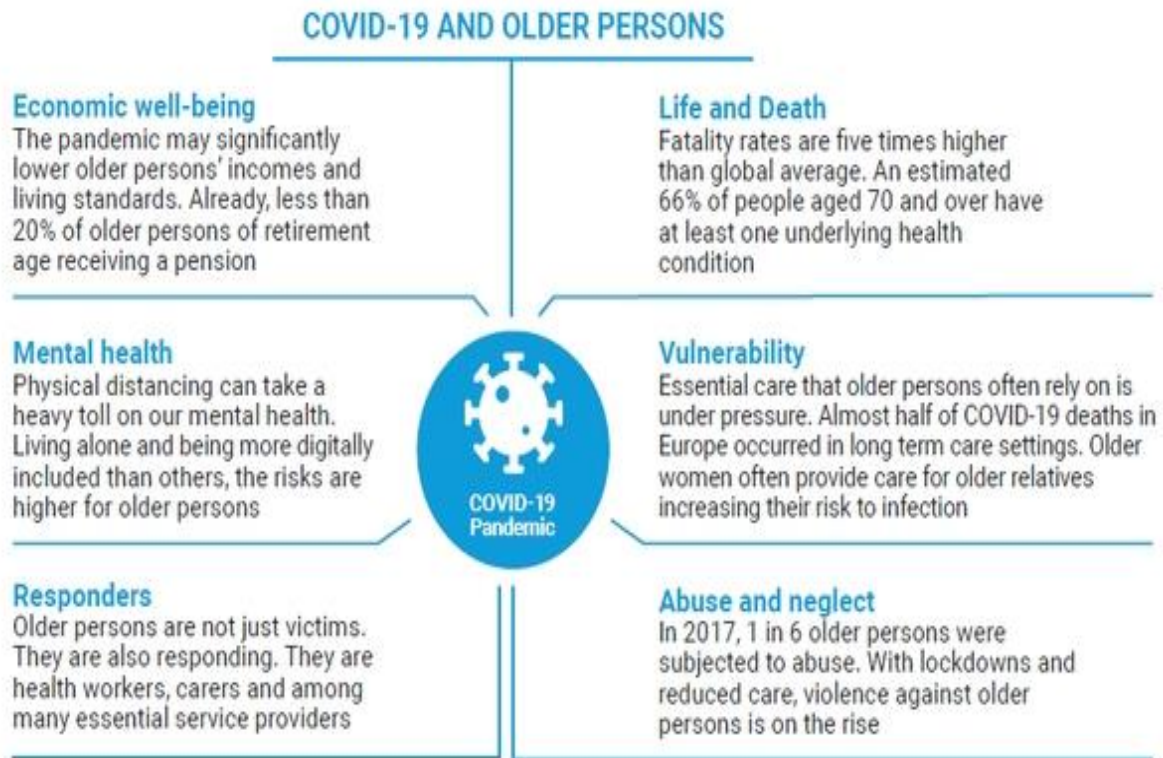 COVID-19 AND OLDER PERSONS
Economic well-being
The pandemic may significantly
lower older persons' incomes and
living standards. Already, less than
20% of older persons of retirement
age receiving a pension
Life and Death
Fatality rates are five times higher
than global average. An estimated
66% of people aged 70 and over have
at least one underlying health
condition
Mental health
Physical distancing can take a
heavy toll on our mental health.
Living alone and being more digitally
included than others, the risks are
higher for older persons
COVID-19
Pandemic
Vulnerability
Essential care that older persons often rely on is
under pressure. Almost half of COVID-19 deaths in
Europe occurred in long term care settings. Older
women often provide care for older relatives
increasing their risk to infection
Responders
Older persons are not just victims.
They are also responding. They are
health workers, carers and among
many essential service providers
Abuse and neglect
In 2017, 1 in 6 older persons were
subjected to abuse. With lockdowns and
reduced care, violence against older
persons is on the rise